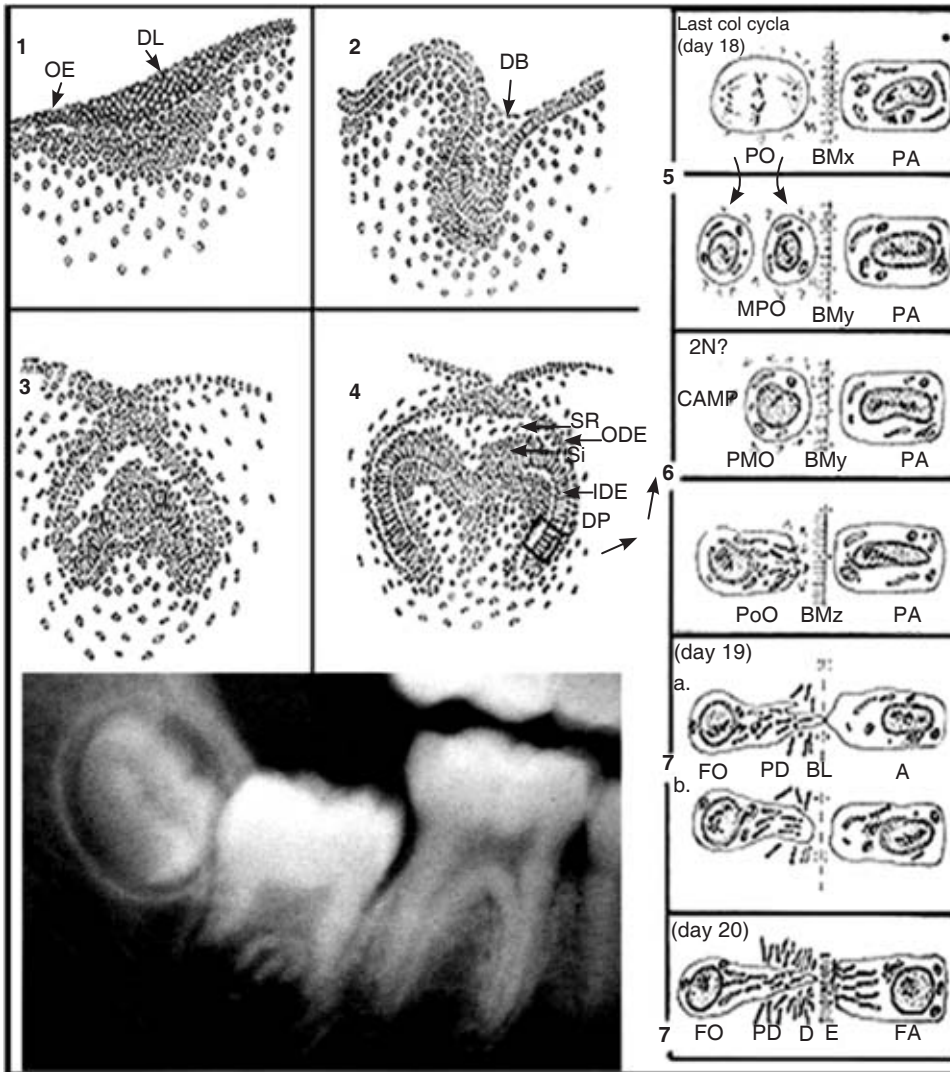 1
DL
OE
2
DB
3
4
SR
ODE
Si
IDE
DP
Last col cycla
(day 18)
PO BMx PA
5
MPO BMy PA
2N?
CAMP
PMO BMy PA
6
PoO BMz PA
(day 19)
a.
FO PD BL A
7
b.
(day 20)
FO PD D E FA
7